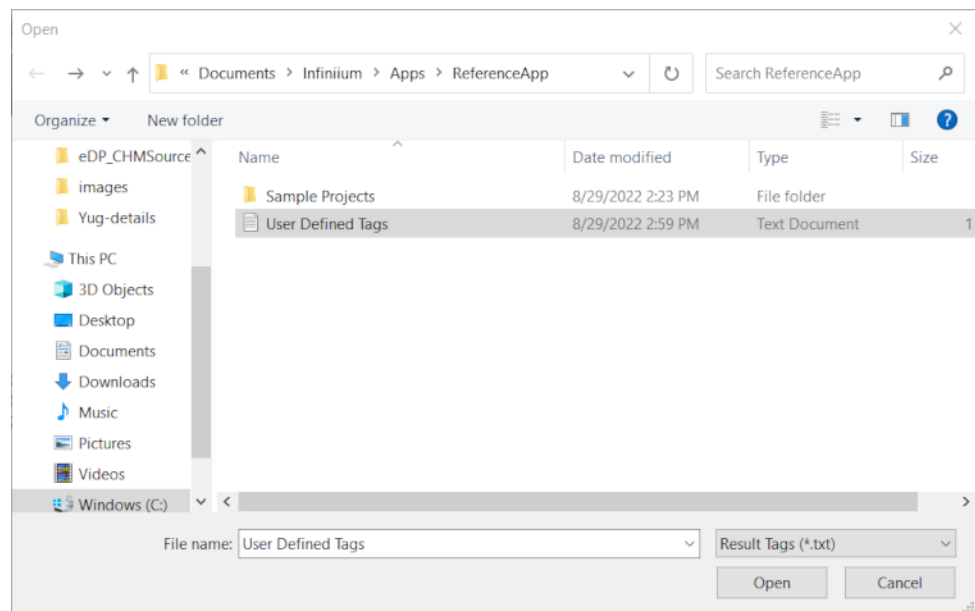 Open
« Documents > Infiniium > Apps > ReferenceApp
Search ReferenceApp
Organize
New folder
?
Name
Date modified
Type
Size
eDP_CHMSource
images
Yug-details
This PC
3D Objects
Desktop
Documents
Downloads
Music
Pictures
Videos
Windows (C:)
Sample Projects 8/29/2022 2:23 PM File folder
User Defined Tags 8/29/2022 2:59 PM Text Document 1
File name: User Defined Tags
Result Tags (*.txt)
Open
Cancel